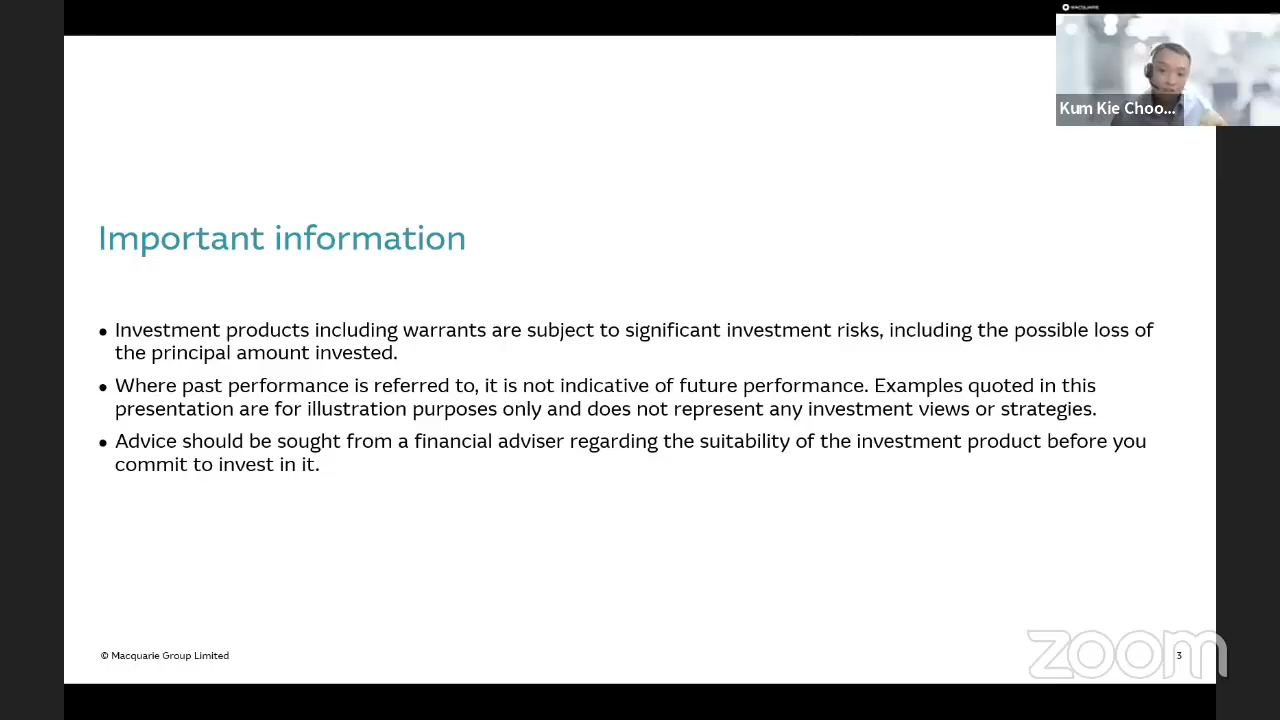 MACQUARIE
Kum Kie Choo...
Important information
• Investment products including warrants are subject to significant investment risks, including the possible loss of
the principal amount invested.
• Where past performance is referred to, it is not indicative of future performance. Examples quoted in this
presentation are for illustration purposes only and does not represent any investment views or strategies.
• Advice should be sought from a financial adviser regarding the suitability of the investment product before you
commit to invest in it.
© Macquarie Group Limited
zoom
3